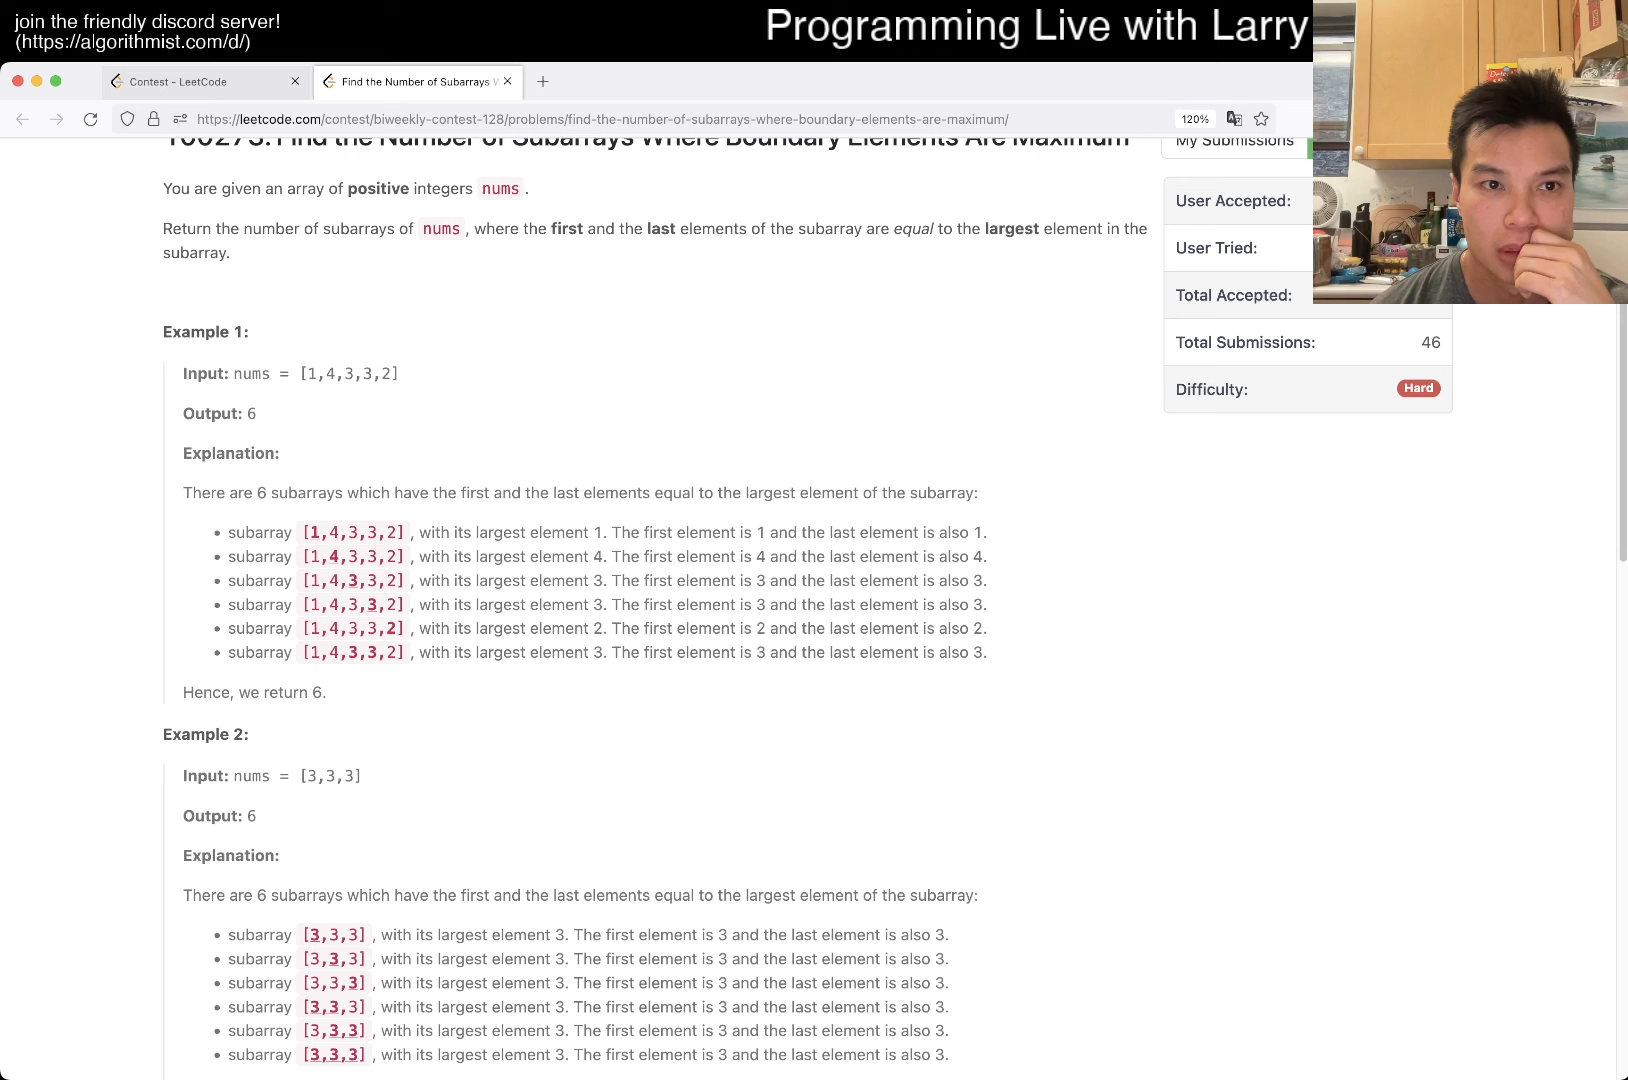 join the friendly discord server!
(https://algorithmist.com/d/)
Programming Live with Larry
Contest - LeetCode
Find the Number of Subarrays W
https://leetcode.com/contest/biweekly-contest-128/problems/find-the-number-of-subarrays-where-boundary-elements-are-maximum/
120%
100273. Find the Number of Subarrays Where Boundary Elements Are Maximum
My Submissions
You are given an array of positive integers nums.
Return the number of subarrays of nums, where the first and the last elements of the subarray are equal to the largest element in the
subarray.
User Accepted:
User Tried:
Total Accepted:
Total Submissions: 46
Difficulty: Hard
Example 1:
Input: nums = [1,4,3,3,2]
Output: 6
Explanation:
There are 6 subarrays which have the first and the last elements equal to the largest element of the subarray:
• subarray [1,4,3,3,2], with its largest element 1. The first element is 1 and the last element is also 1.
• subarray [1,4,3,3,2], with its largest element 4. The first element is 4 and the last element is also 4.
• subarray [1,4,3,3,2], with its largest element 3. The first element is 3 and the last element is also 3.
• subarray [1,4,3,3,2], with its largest element 3. The first element is 3 and the last element is also 3.
• subarray [1,4,3,3,2], with its largest element 2. The first element is 2 and the last element is also 2.
• subarray [1,4,3,3,2], with its largest element 3. The first element is 3 and the last element is also 3.
Hence, we return 6.
Example 2:
Input: nums = [3,3,3]
Output: 6
Explanation:
There are 6 subarrays which have the first and the last elements equal to the largest element of the subarray:
• subarray [3,3,3], with its largest element 3. The first element is 3 and the last element is also 3.
• subarray [3,3,3], with its largest element 3. The first element is 3 and the last element is also 3.
• subarray [3,3,3], with its largest element 3. The first element is 3 and the last element is also 3.
• subarray [3,3,3], with its largest element 3. The first element is 3 and the last element is also 3.
• subarray [3,3,3], with its largest element 3. The first element is 3 and the last element is also 3.
• subarray [3,3,3], with its largest element 3. The first element is 3 and the last element is also 3.